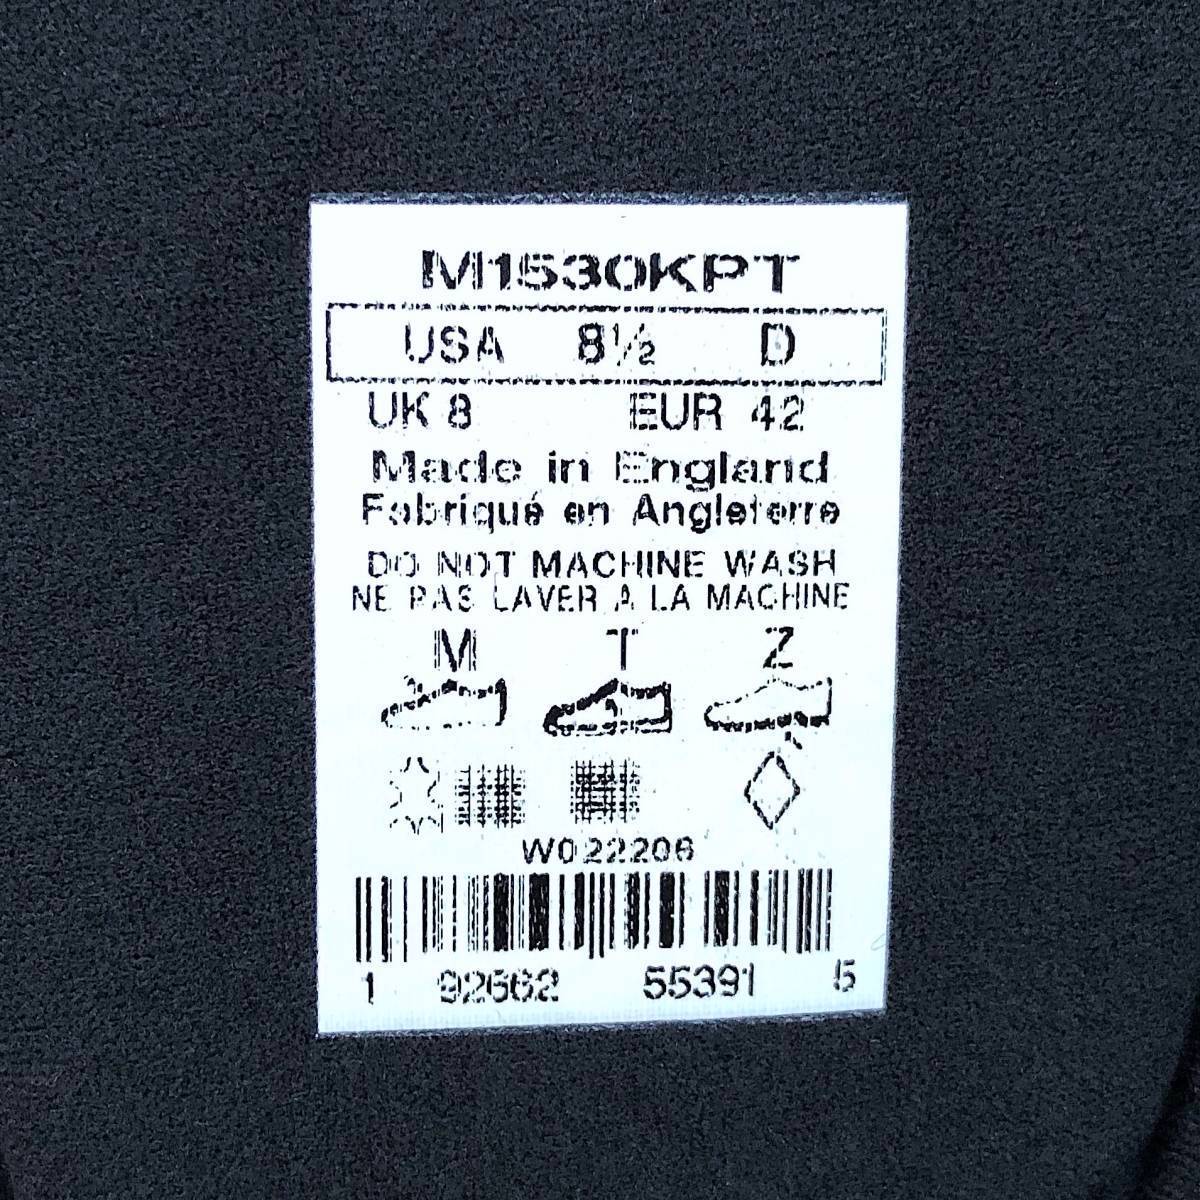 M1530KPT
USA 8½ D
UK 8 EUR 42
Made in England
Fabriqué en Angleterre
DO NOT MACHINE WASH
NE PAS LAVER A LA MACHINE
M T Z
W022206
1 92662 55391 5